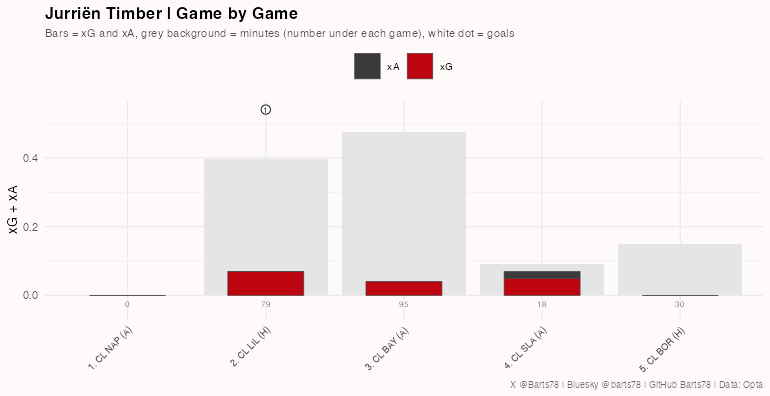 Jurriën Timber | Game by Game
Bars = xG and xA, grey background = minutes (number under each game), white dot = goals
xA
xG
xG + xA
0.4
0.2
0.0
1
0
79
95
18
30
1. CL NAP (A)
2. CL LIL (H)
3. CL BAY (A)
4. CL SLA (A)
5. CL BOR (H)
X @Barts78 | Bluesky @barts78 | GitHub Barts78 | Data: Opta